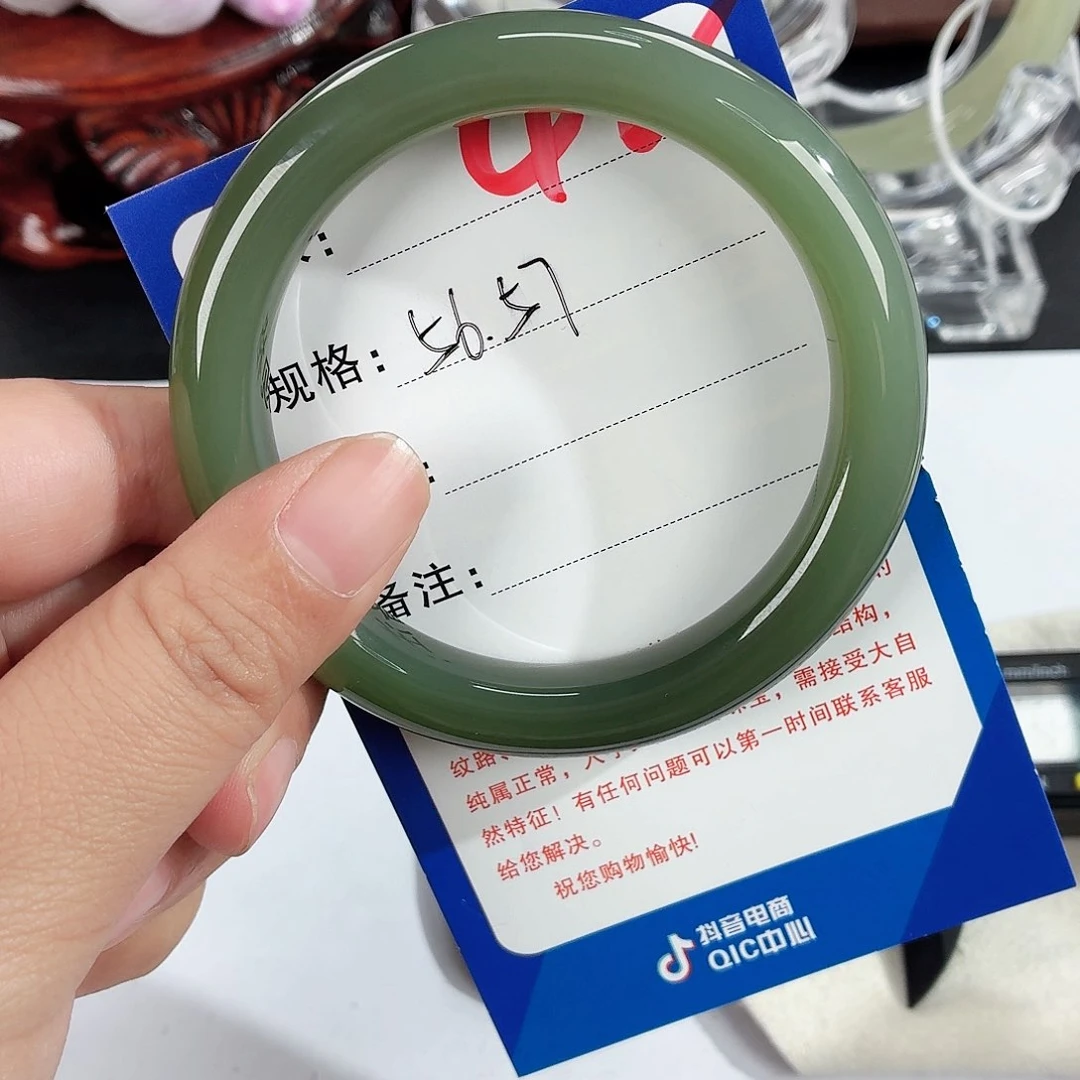 规格: 56.57
备注:
结构,
需接受大自
纹路、
纯属正常,
然特征! 有任何问题可以第一时间联系客服
给您解决。
祝您购物愉快!
抖音电商
QIC中心